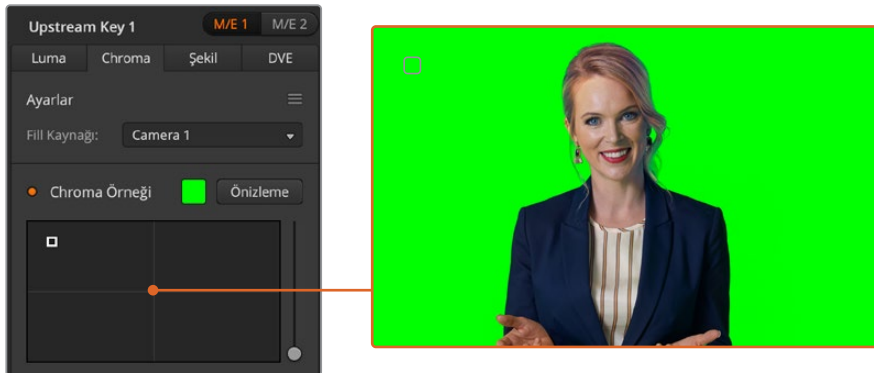 Upstream Key 1 M/E 1 M/E 2
Luma Chroma Şekil DVE
Ayarlar
Fill Kaynağı: Camera 1
Chroma Örneği Önizleme